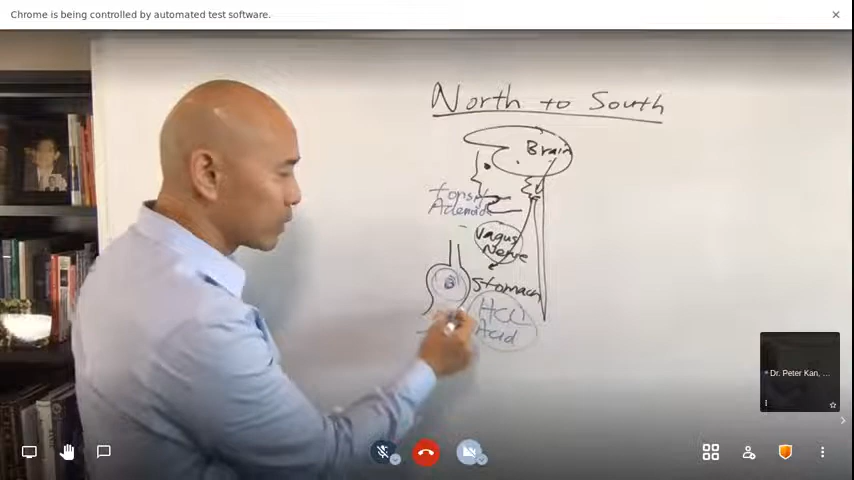 Chrome is being controlled by automated test software.
North to South
Brain
Tonsil
Adenoids
Vagus
Nerve
Stomach
HCl
Acid
Dr. Peter Kan, ...